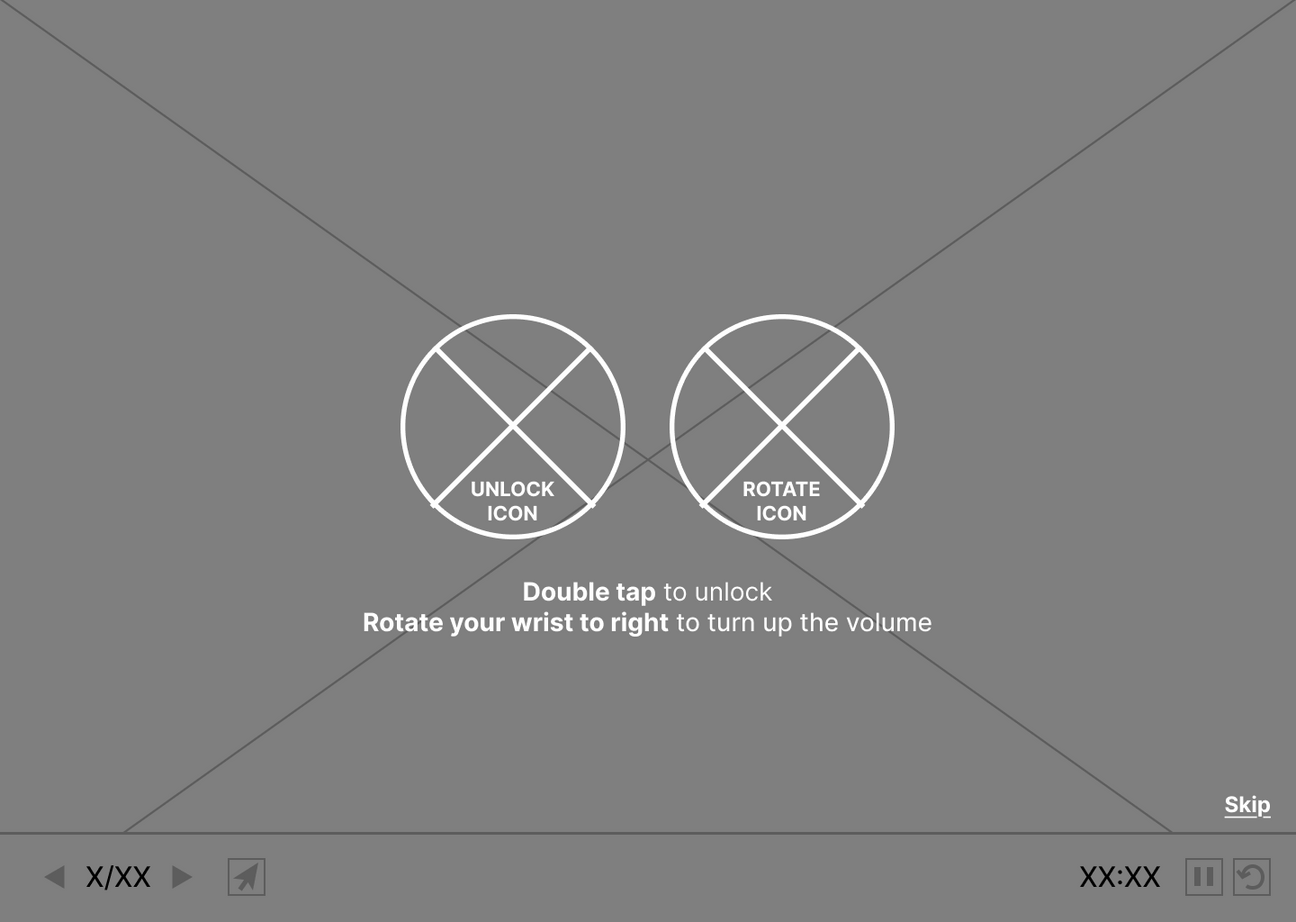 UNLOCK
ICON
ROTATE
ICON
Double tap to unlock
Rotate your wrist to right to turn up the volume
Skip
X/XX
XX:XX